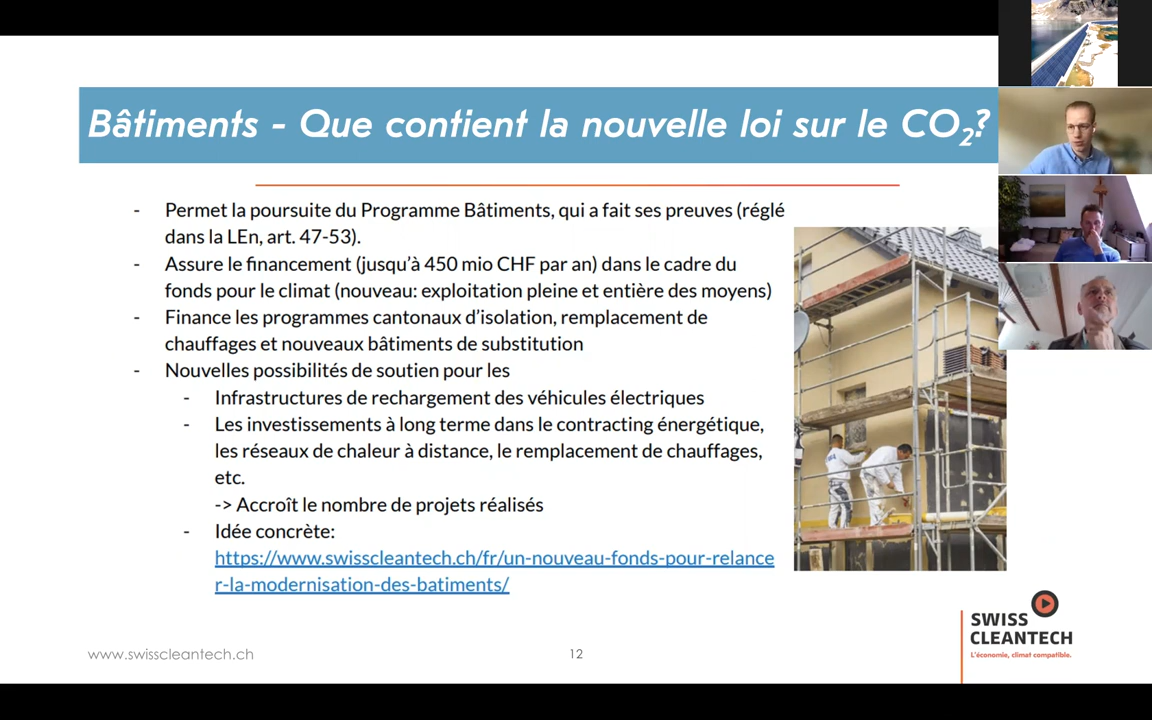 Bâtiments - Que contient la nouvelle loi sur le CO₂?
- Permet la poursuite du Programme Bâtiments, qui a fait ses preuves (réglé
dans la LEn, art. 47-53).
- Assure le financement (jusqu'à 450 mio CHF par an) dans le cadre du
fonds pour le climat (nouveau: exploitation pleine et entière des moyens)
- Finance les programmes cantonaux d'isolation, remplacement de
chauffages et nouveaux bâtiments de substitution
- Nouvelles possibilités de soutien pour les
- Infrastructures de rechargement des véhicules électriques
- Les investissements à long terme dans le contracting énergétique,
les réseaux de chaleur à distance, le remplacement de chauffages,
etc.
-> Accroît le nombre de projets réalisés
- Idée concrète:
https://www.swisscleantech.ch/fr/un-nouveau-fonds-pour-relance
r-la-modernisation-des-batiments/
www.swisscleantech.ch
12
SWISS
CLEANTECH
L'économie, climat compatible.